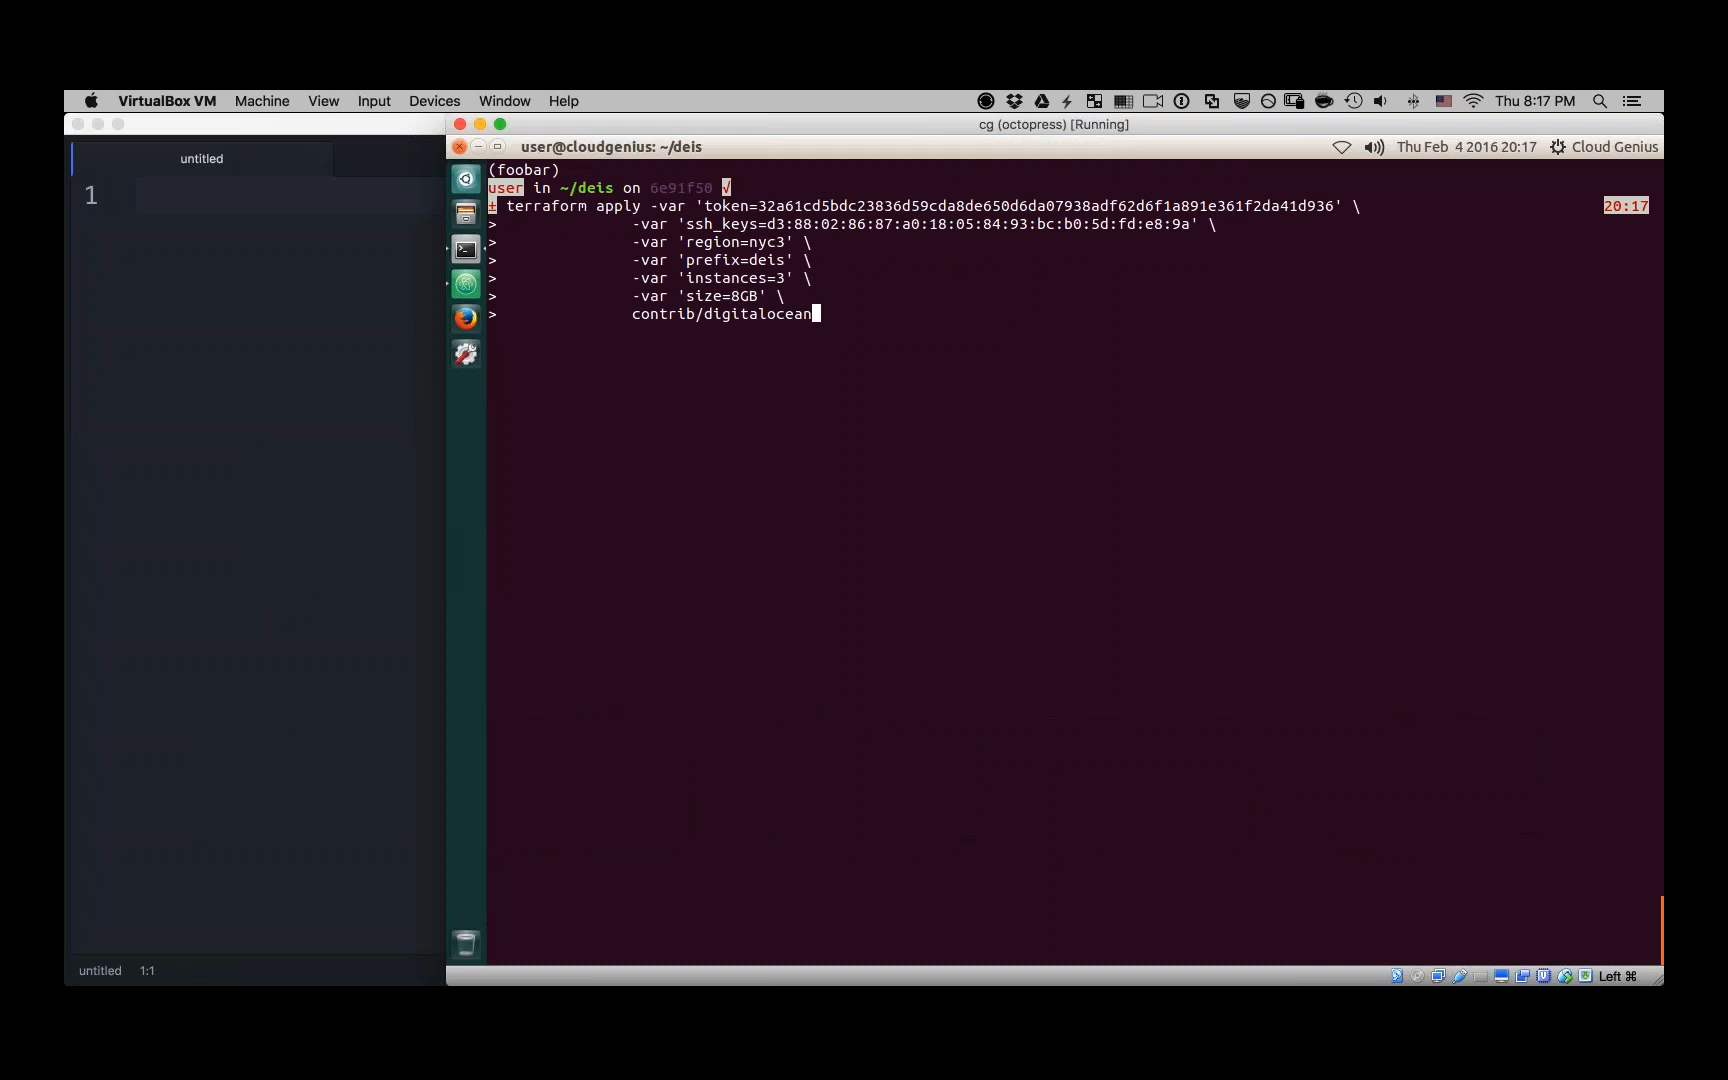 VirtualBox VM Machine View Input Devices Window Help Thu 8:17 PM
cg (octopress) [Running]
user@cloudgenius: ~/deis Thu Feb 4 2016 20:17 Cloud Genius
untitled
1
(foobar)
user in ~/deis on 6e91f50 √
± terraform apply -var 'token=32a61cd5bdc23836d59cda8de650d6da07938adf62d6f1a891e361f2da41d936' \ 20:17
> -var 'ssh_keys=d3:88:02:86:87:a0:18:05:84:93:bc:b0:5d:fd:e8:9a' \
> -var 'region=nyc3' \
> -var 'prefix=deis' \
> -var 'instances=3' \
> -var 'size=8GB' \
> contrib/digitalocean
untitled 1:1
Left ⌘